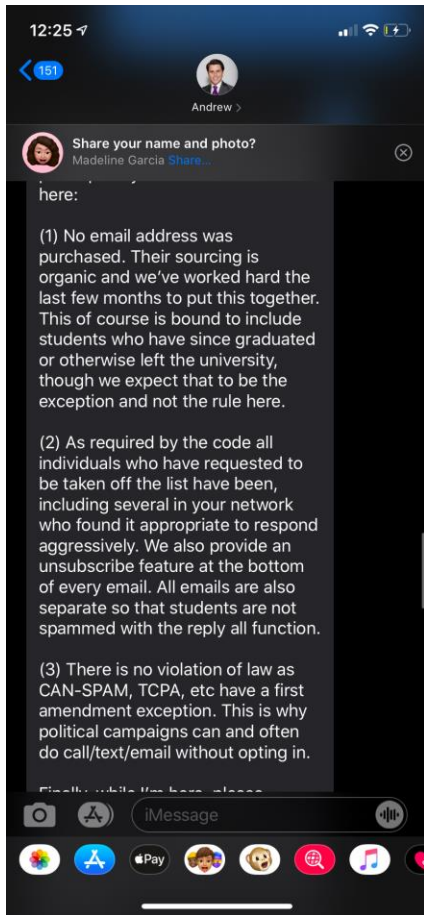 12:25
151
Andrew >
Share your name and photo?
Madeline Garcia Share...
here:
(1) No email address was
purchased. Their sourcing is
organic and we've worked hard the
last few months to put this together.
This of course is bound to include
students who have since graduated
or otherwise left the university,
though we expect that to be the
exception and not the rule here.
(2) As required by the code all
individuals who have requested to
be taken off the list have been,
including several in your network
who found it appropriate to respond
aggressively. We also provide an
unsubscribe feature at the bottom
of every email. All emails are also
separate so that students are not
spammed with the reply all function.
(3) There is no violation of law as
CAN-SPAM, TCPA, etc have a first
amendment exception. This is why
political campaigns can and often
do call/text/email without opting in.
Finally, while I'm here, please
iMessage
Pay